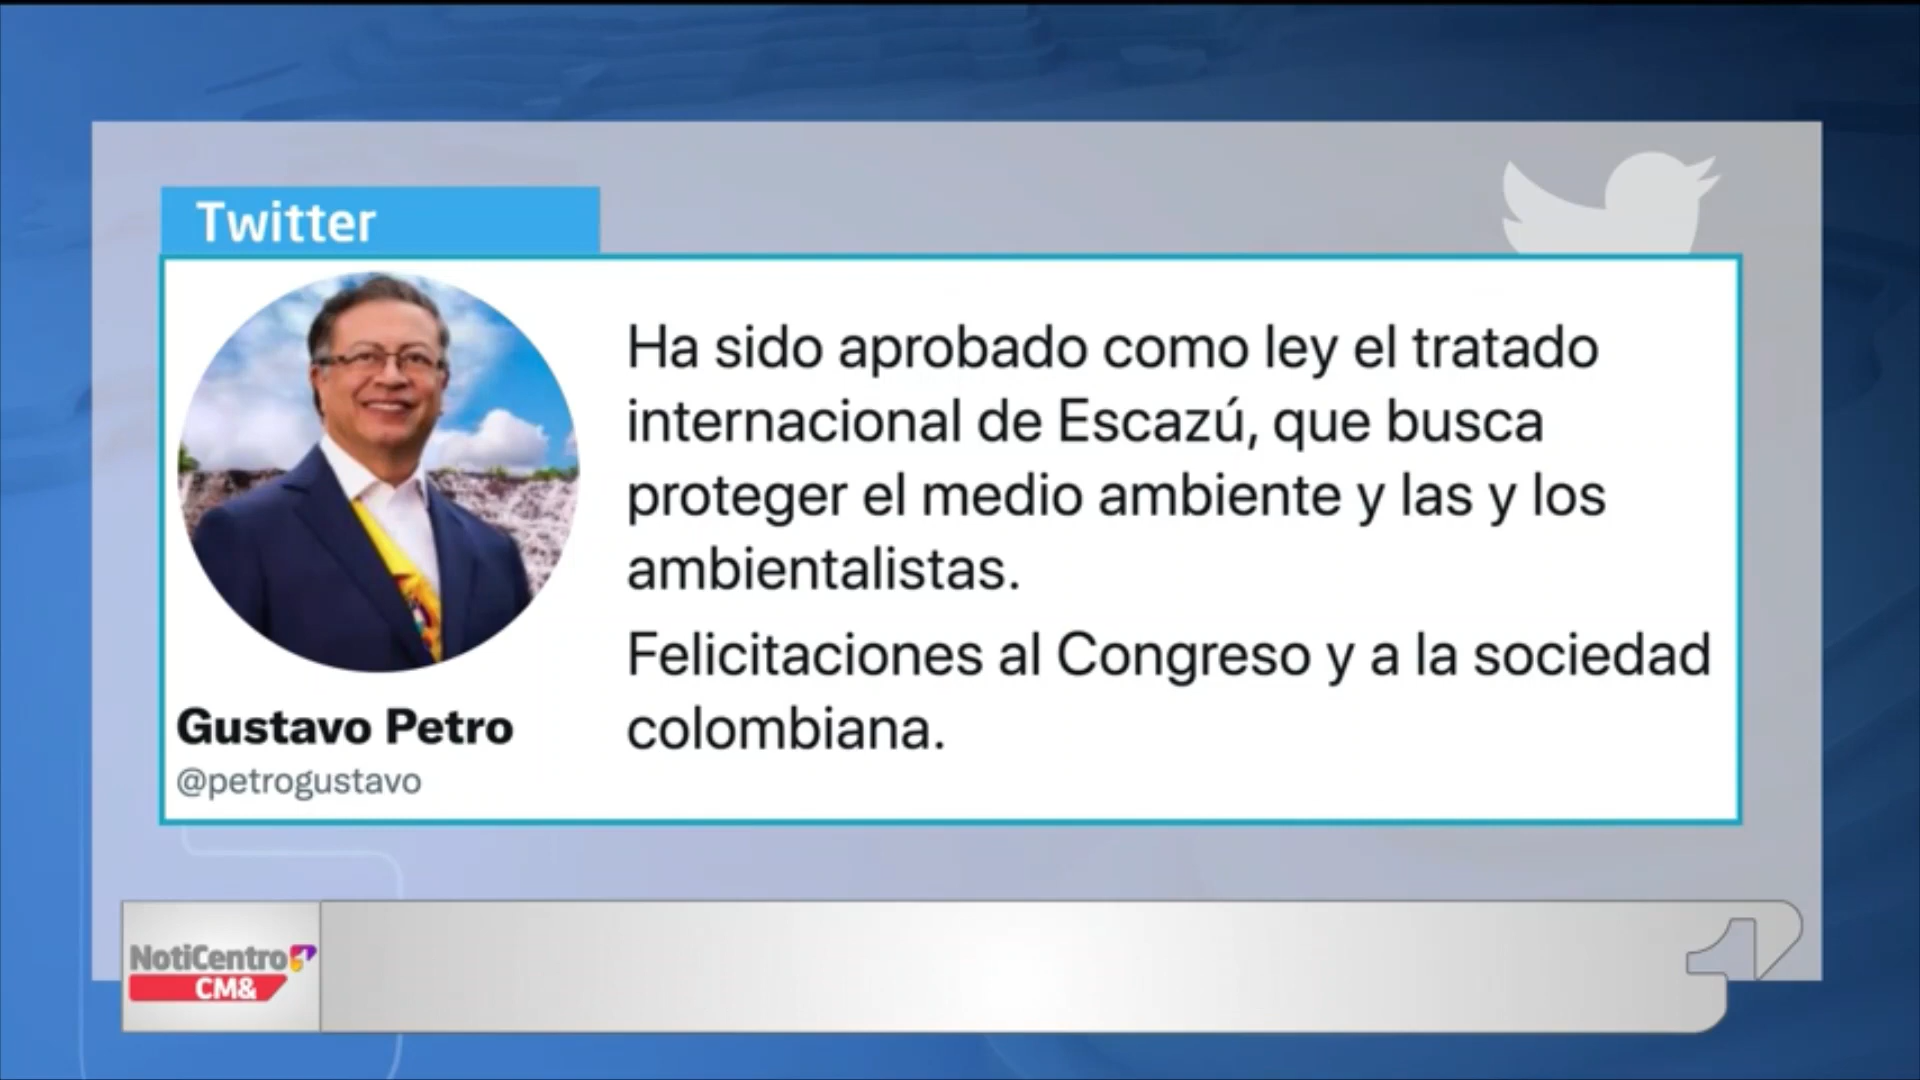 Twitter
Ha sido aprobado como ley el tratado
internacional de Escazú, que busca
proteger el medio ambiente y las y los
ambientalistas.
Felicitaciones al Congreso y a la sociedad
colombiana.
Gustavo Petro
@petrogustavo
NotiCentro 1
CM&